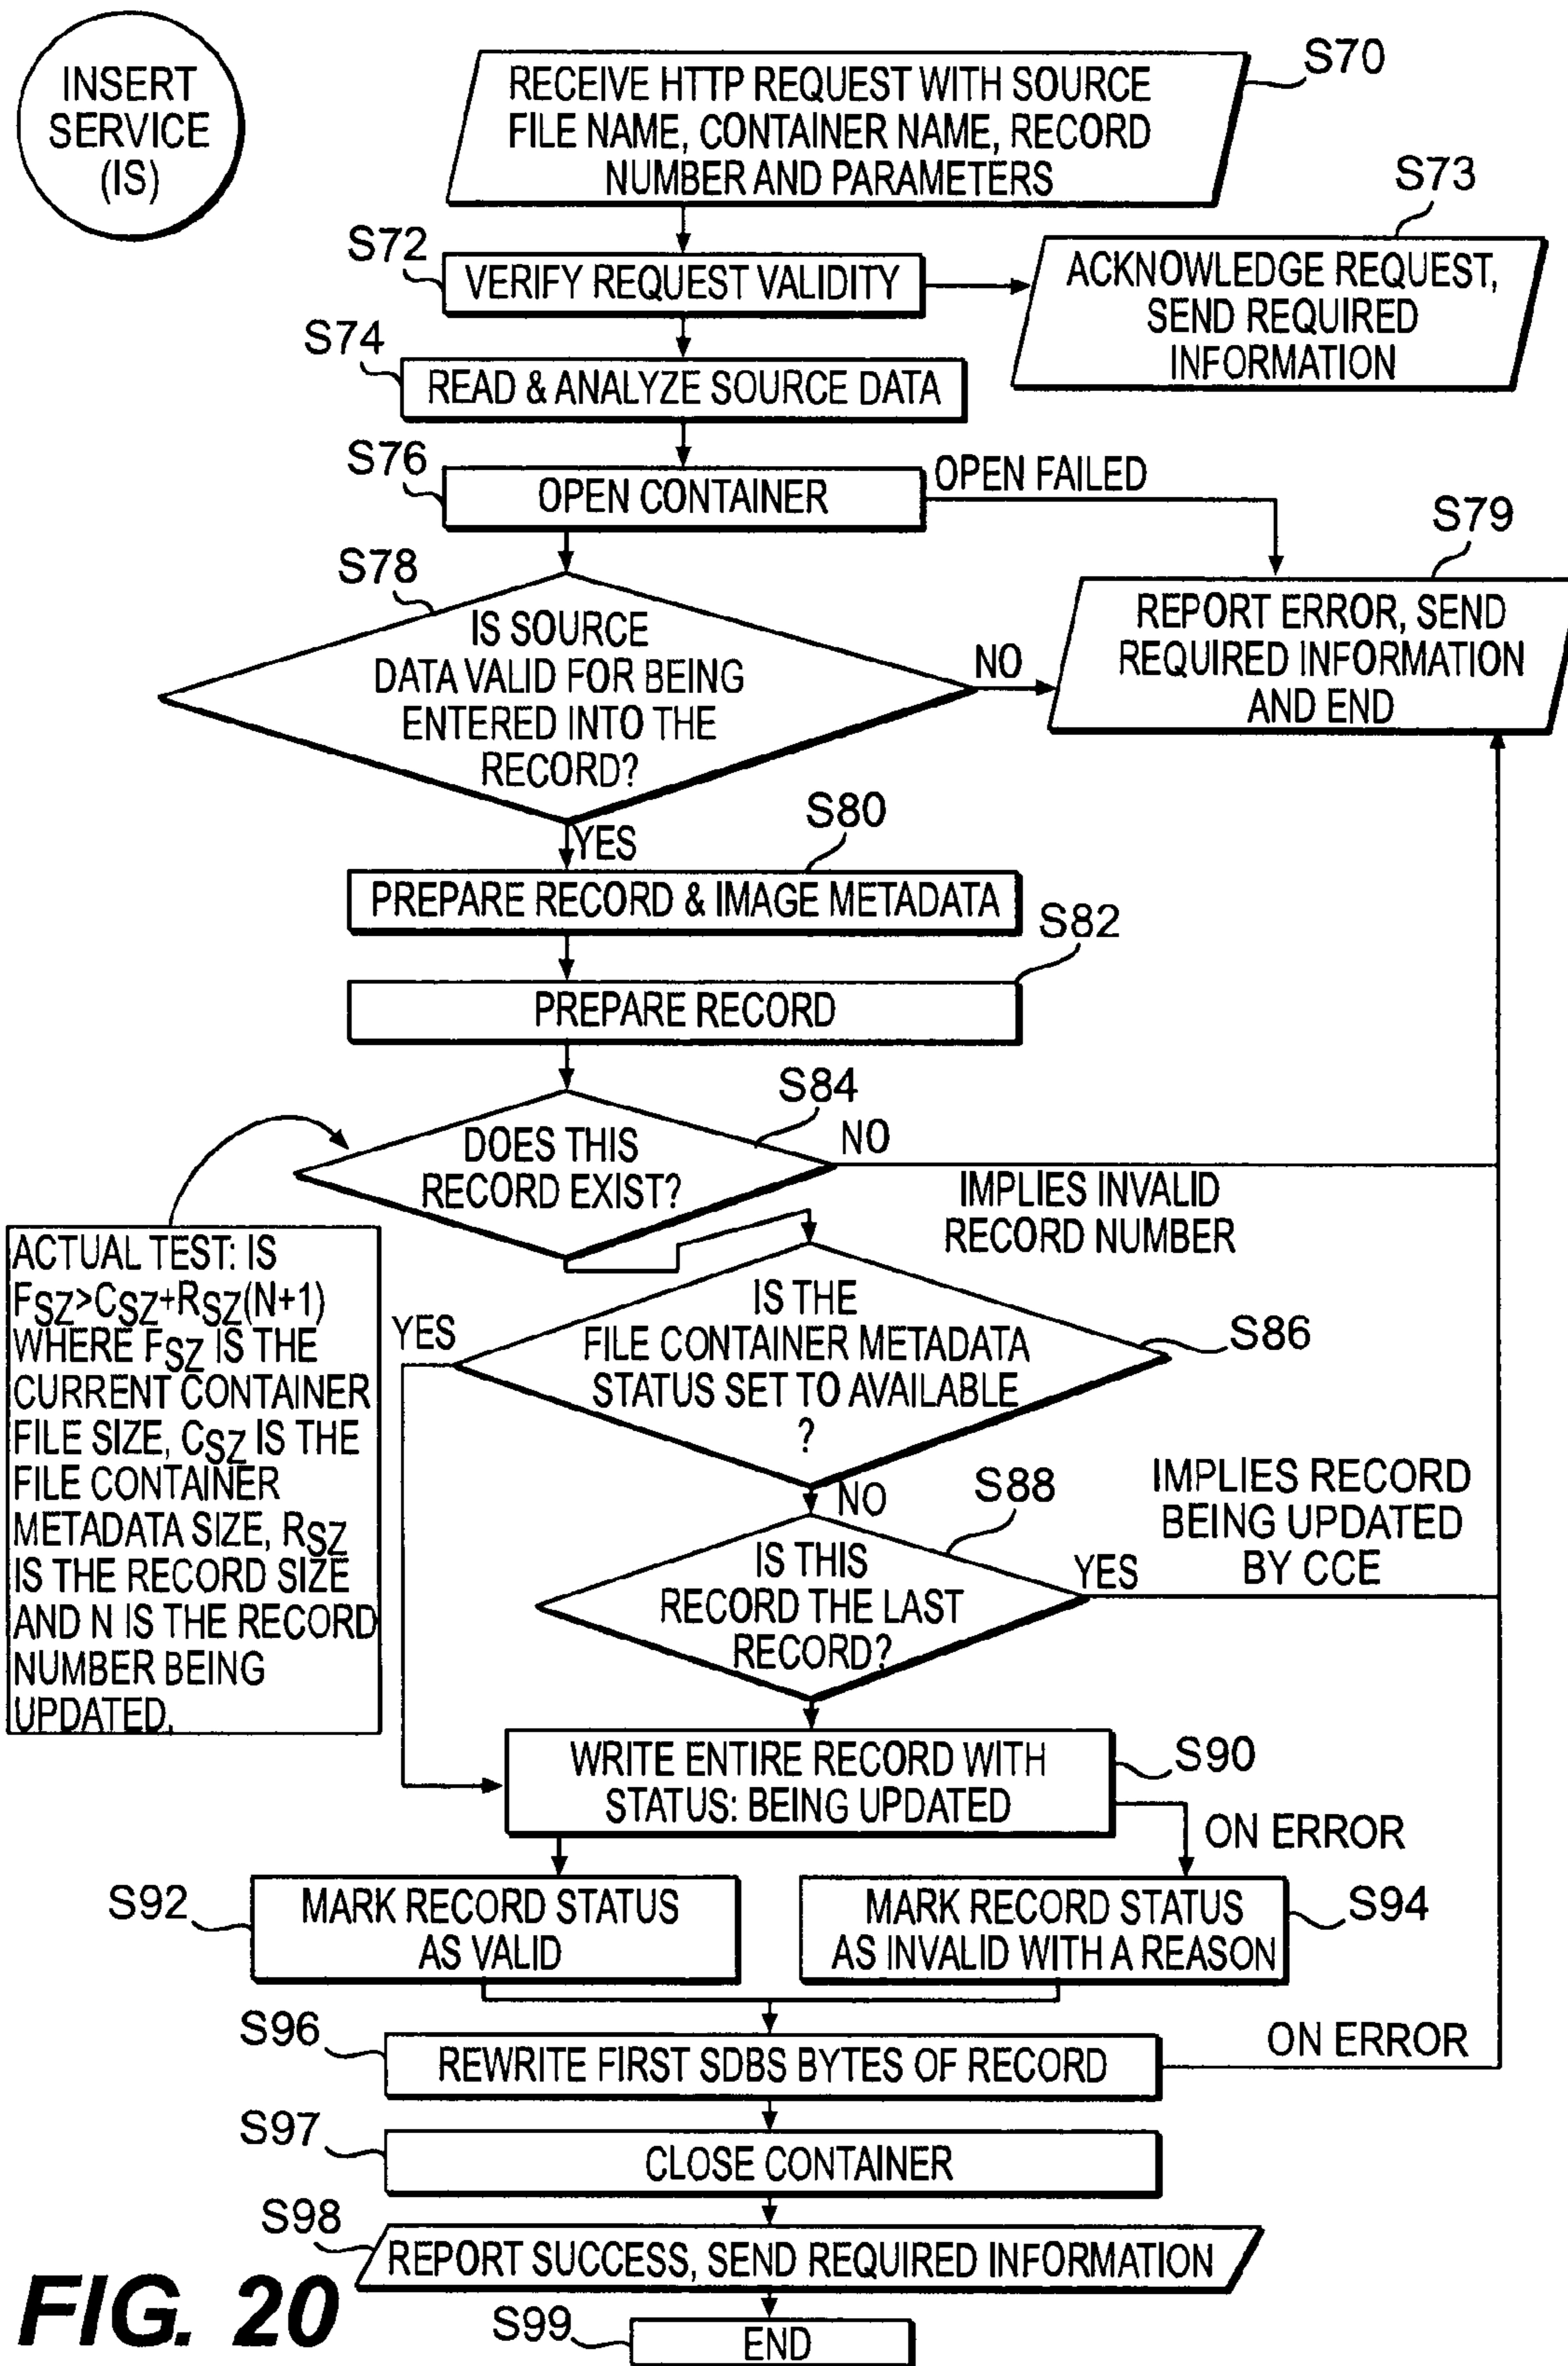 INSERT
SERVICE
(IS)
S70
RECEIVE HTTP REQUEST WITH SOURCE
FILE NAME, CONTAINER NAME, RECORD
NUMBER AND PARAMETERS
S73
S72
VERIFY REQUEST VALIDITY
ACKNOWLEDGE REQUEST,
SEND REQUIRED
INFORMATION
S74
READ & ANALYZE SOURCE DATA
S76
OPEN CONTAINER
OPEN FAILED
S79
S78
IS SOURCE
DATA VALID FOR BEING
ENTERED INTO THE
RECORD?
NO
REPORT ERROR, SEND
REQUIRED INFORMATION
AND END
YES
S80
PREPARE RECORD & IMAGE METADATA
S82
PREPARE RECORD
S84
DOES THIS
RECORD EXIST?
NO
IMPLIES INVALID
RECORD NUMBER
ACTUAL TEST: IS
FSZ>CSZ+RSZ(N+1)
WHERE FSZ IS THE
CURRENT CONTAINER
FILE SIZE, CSZ IS THE
FILE CONTAINER
METADATA SIZE, RSZ
IS THE RECORD SIZE
AND N IS THE RECORD
NUMBER BEING
UPDATED.
YES
IS THE
FILE CONTAINER METADATA
STATUS SET TO AVAILABLE
?
S86
NO
S88
IS THIS
RECORD THE LAST
RECORD?
YES
IMPLIES RECORD
BEING UPDATED
BY CCE
WRITE ENTIRE RECORD WITH
STATUS: BEING UPDATED
S90
ON ERROR
S92
MARK RECORD STATUS
AS VALID
MARK RECORD STATUS
AS INVALID WITH A REASON
S94
S96
REWRITE FIRST SDBS BYTES OF RECORD
ON ERROR
S97
CLOSE CONTAINER
S98
REPORT SUCCESS, SEND REQUIRED INFORMATION
S99
END
FIG. 20